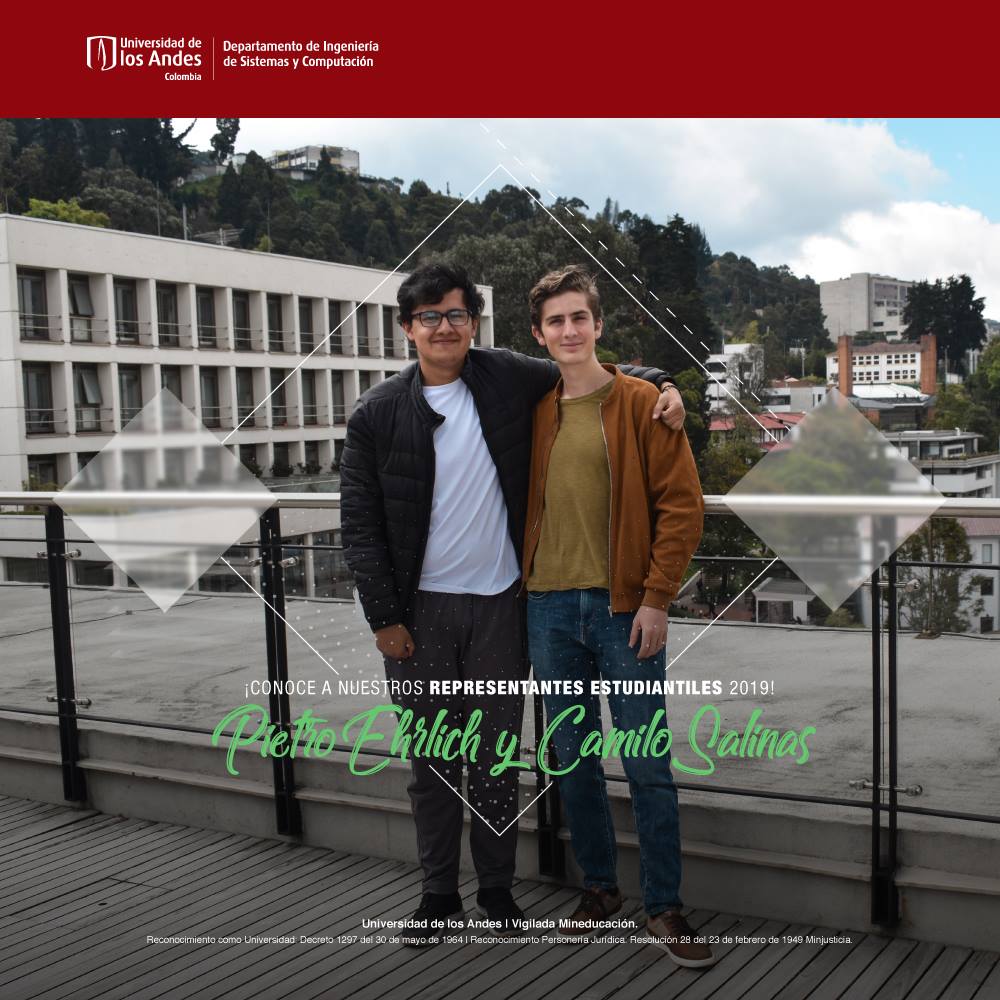 Universidad de
los Andes
Colombia
Departamento de Ingeniería
de Sistemas y Computación
¡CONOCE A NUESTROS REPRESENTANTES ESTUDIANTILES 2019!
Pietro Ehrlich y Camilo Salinas
Universidad de los Andes | Vigilada Mineducación.
Reconocimiento como Universidad: Decreto 1297 del 30 de mayo de 1964 | Reconocimiento Personería Jurídica: Resolución 28 del 23 de febrero de 1949 Minjusticia.